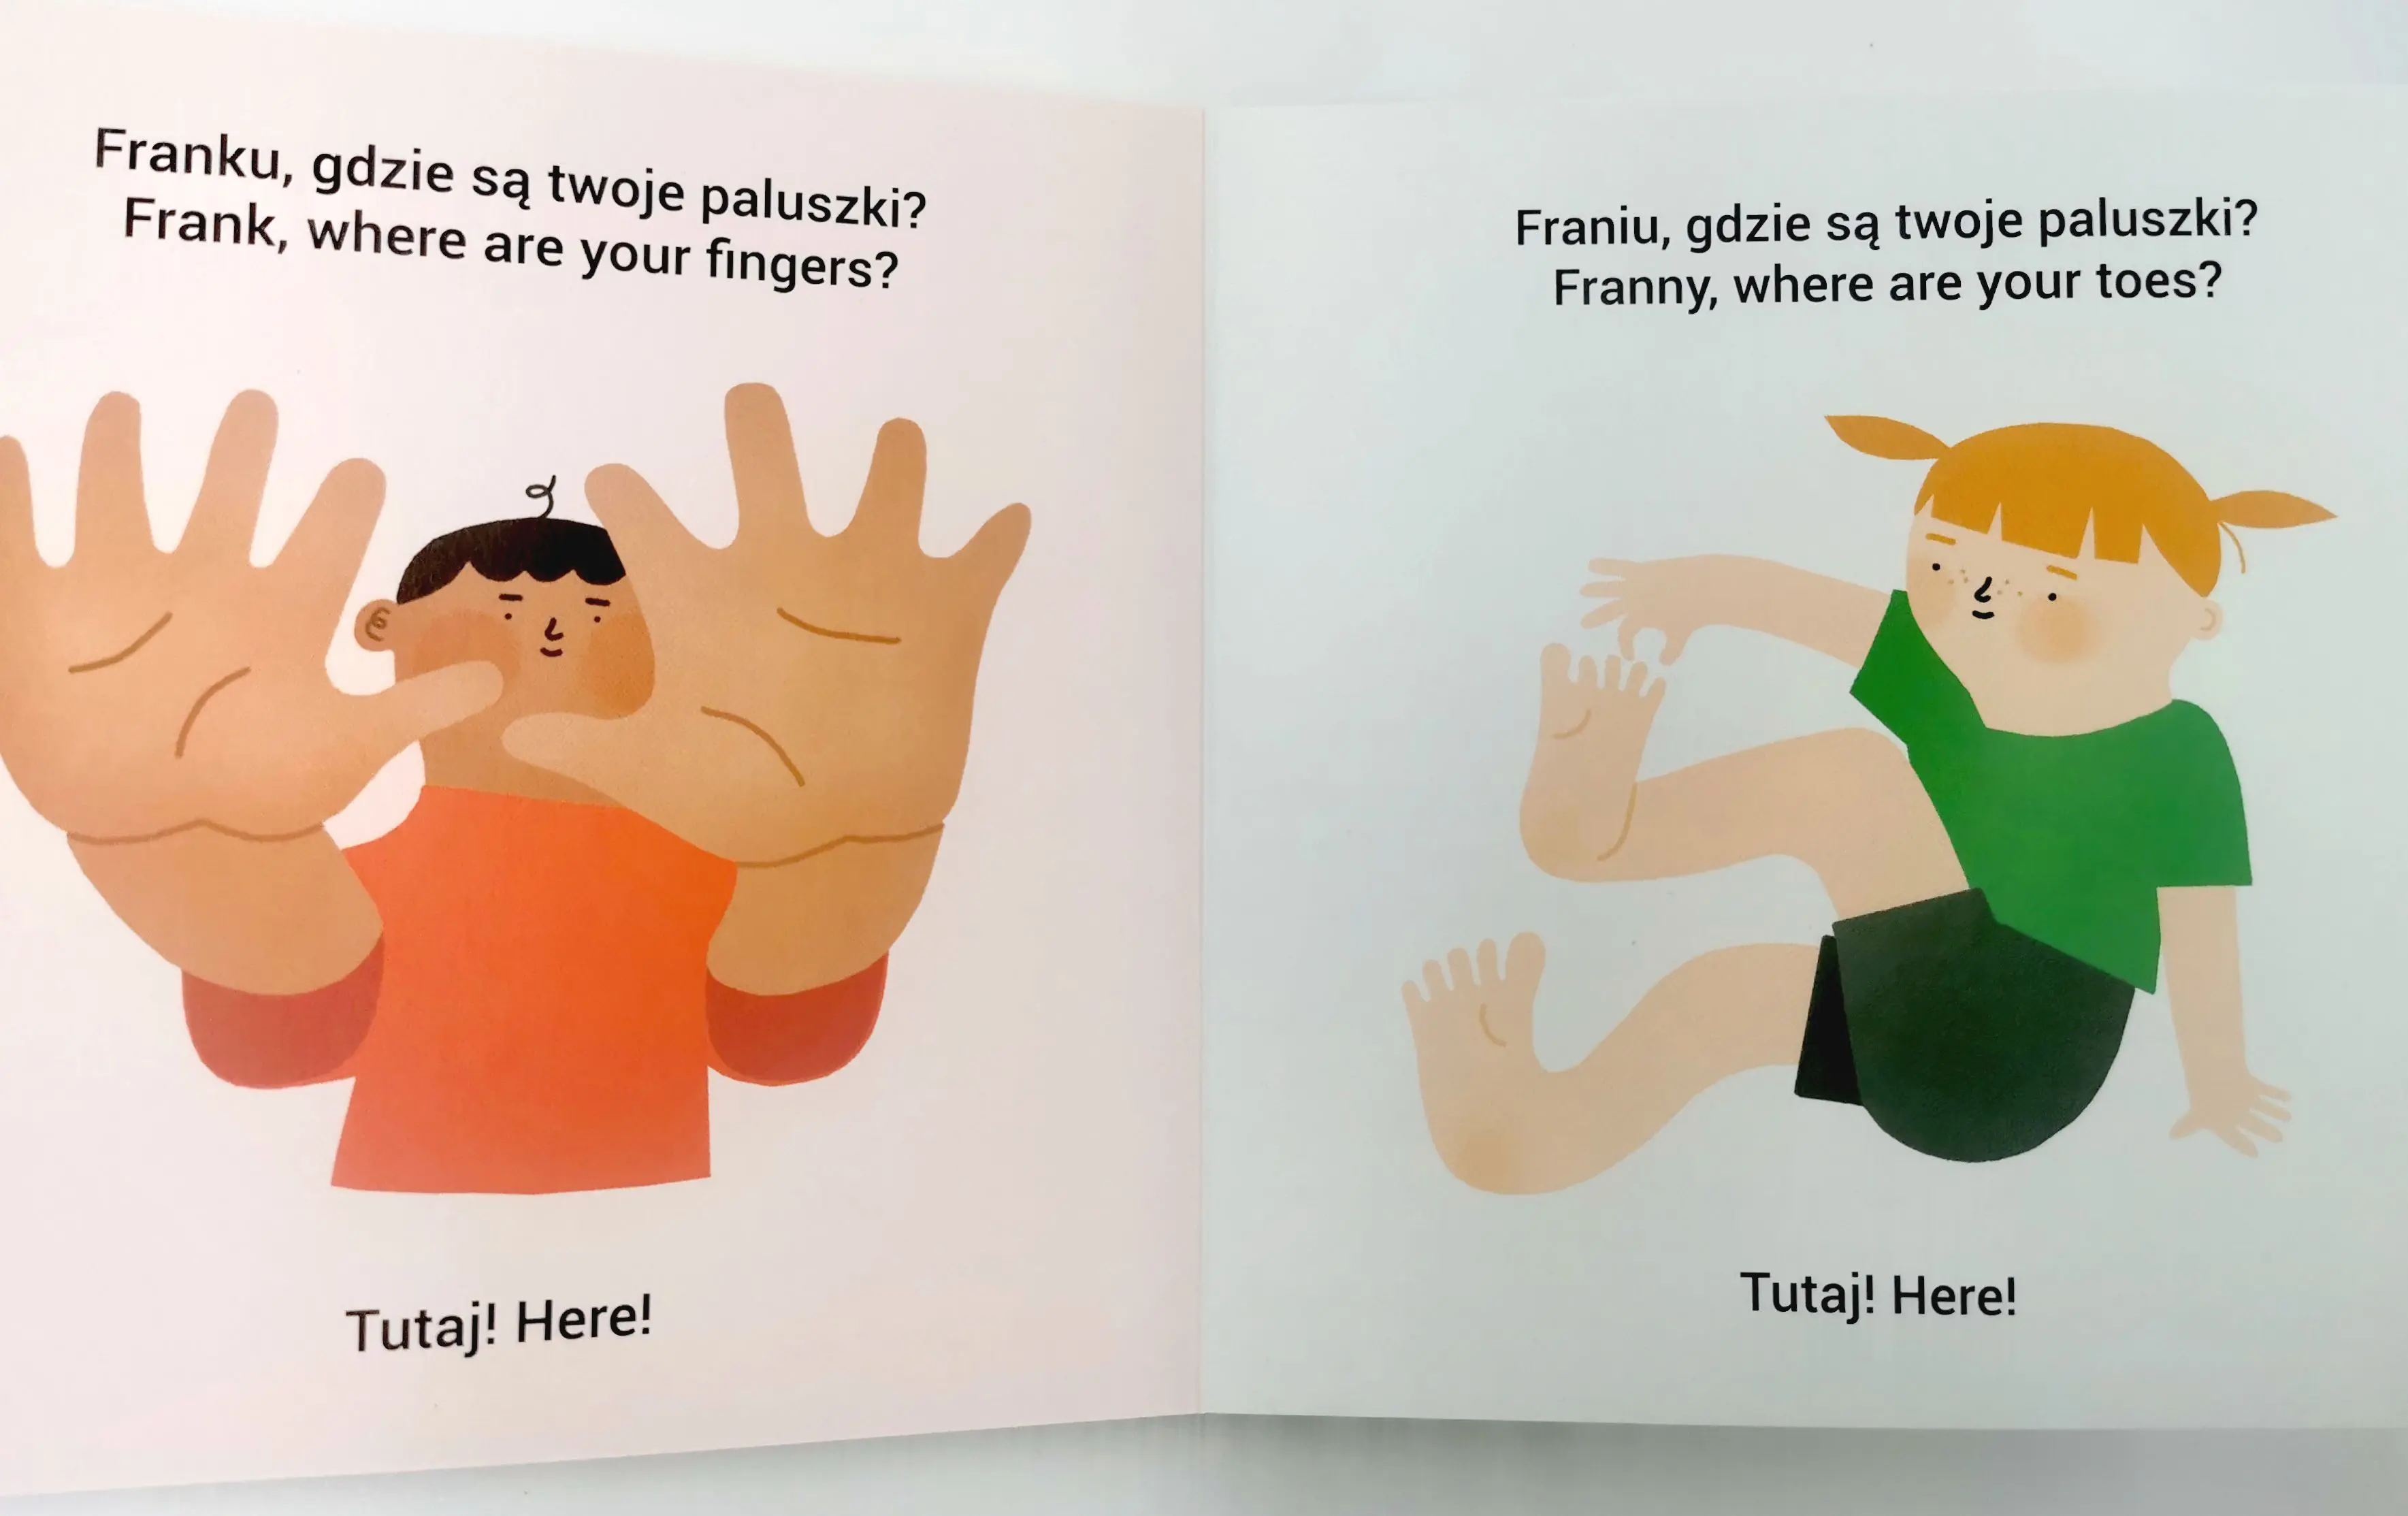 Franku, gdzie są twoje paluszki?
Frank, where are your fingers?
Tutaj! Here!
Franiu, gdzie są twoje paluszki?
Franny, where are your toes?
Tutaj! Here!